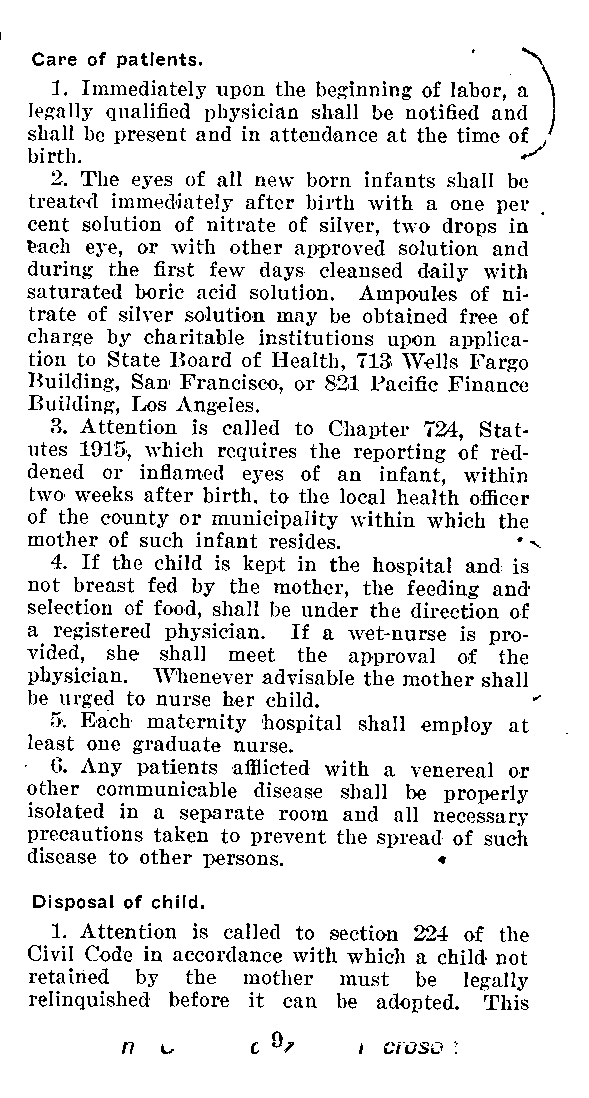 Care of patients.
1. Immediately upon the beginning of labor, a
legally qualified physician shall be notified and
shall be present and in attendance at the time of
birth.
2. The eyes of all new born infants shall be
treated immediately after birth with a one per
cent solution of nitrate of silver, two drops in
each eye, or with other approved solution and
during the first few days cleansed daily with
saturated boric acid solution. Ampoules of ni-
trate of silver solution may be obtained free of
charge by charitable institutions upon applica-
tion to State Board of Health, 713 Wells Fargo
Building, San Francisco, or 821 Pacific Finance
Building, Los Angeles.
3. Attention is called to Chapter 724, Stat-
utes 1915, which requires the reporting of red-
dened or inflamed eyes of an infant, within
two weeks after birth, to the local health officer
of the county or municipality within which the
mother of such infant resides.
4. If the child is kept in the hospital and is
not breast fed by the mother, the feeding and
selection of food, shall be under the direction of
a registered physician. If a wet-nurse is pro-
vided, she shall meet the approval of the
physician. Whenever advisable the mother shall
be urged to nurse her child.
5. Each maternity hospital shall employ at
least one graduate nurse.
6. Any patients afflicted with a venereal or
other communicable disease shall be properly
isolated in a separate room and all necessary
precautions taken to prevent the spread of such
disease to other persons.
Disposal of child.
1. Attention is called to section 224 of the
Civil Code in accordance with which a child not
retained by the mother must be legally
relinquished before it can be adopted. This
9